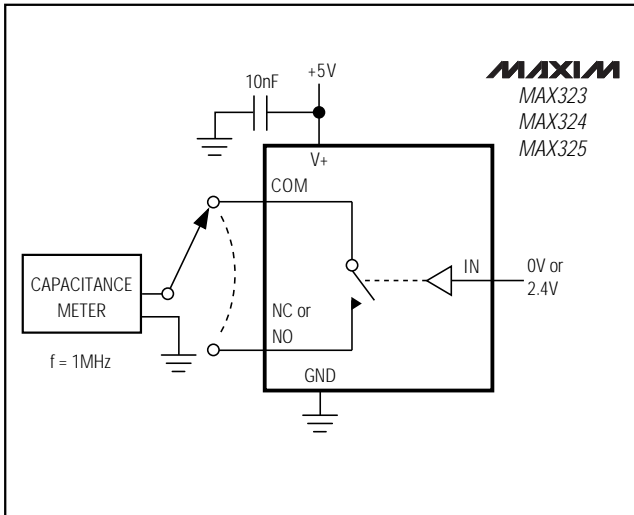 +5V
10nF
MAXIM
MAX323
MAX324
MAX325
V+
COM
IN
0V or
2.4V
CAPACITANCE
METER
NC or
NO
f = 1MHz
GND